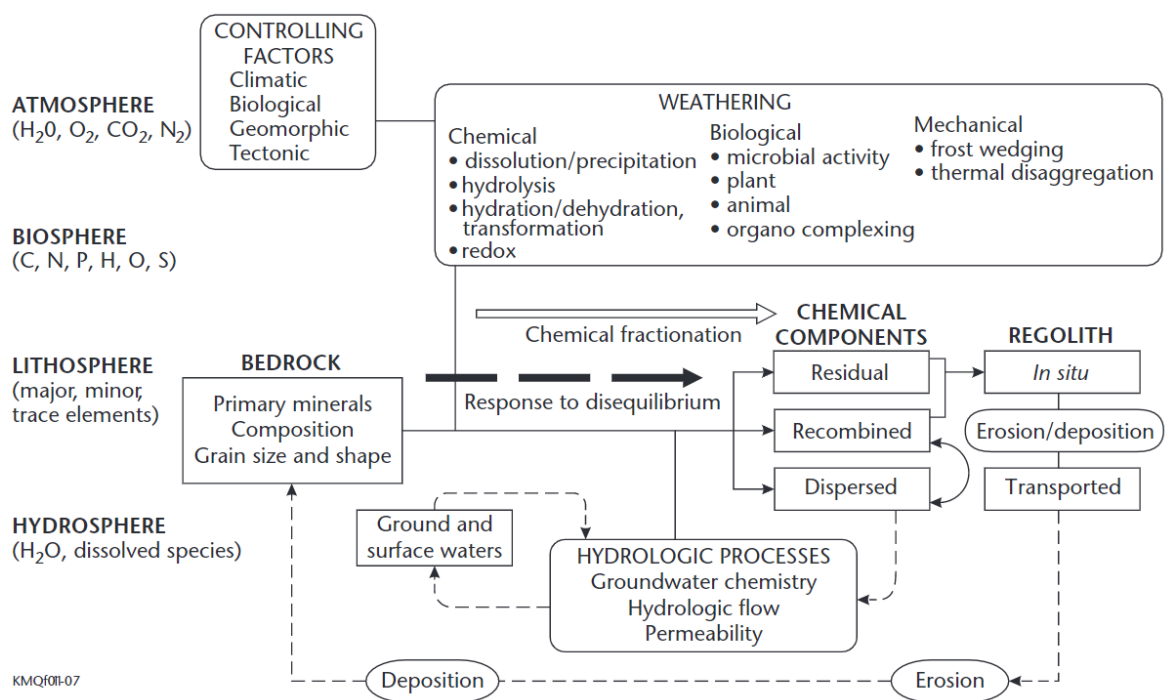 CONTROLLING
FACTORS
Climatic
Biological
Geomorphic
Tectonic
ATMOSPHERE
(H₂0, O₂, CO₂, N₂)
WEATHERING
Chemical
• dissolution/precipitation
• hydrolysis
• hydration/dehydration,
transformation
• redox
Biological
• microbial activity
• plant
• animal
• organo complexing
Mechanical
• frost wedging
• thermal disaggregation
BIOSPHERE
(C, N, P, H, O, S)
Chemical fractionation
CHEMICAL
COMPONENTS
REGOLITH
LITHOSPHERE
(major, minor,
trace elements)
BEDROCK
Primary minerals
Composition
Grain size and shape
Response to disequilibrium
Residual
Recombined
Dispersed
In situ
Erosion/deposition
Transported
HYDROSPHERE
(H₂O, dissolved species)
Ground and
surface waters
HYDROLOGIC PROCESSES
Groundwater chemistry
Hydrologic flow
Permeability
Deposition
Erosion
KMQf011-07